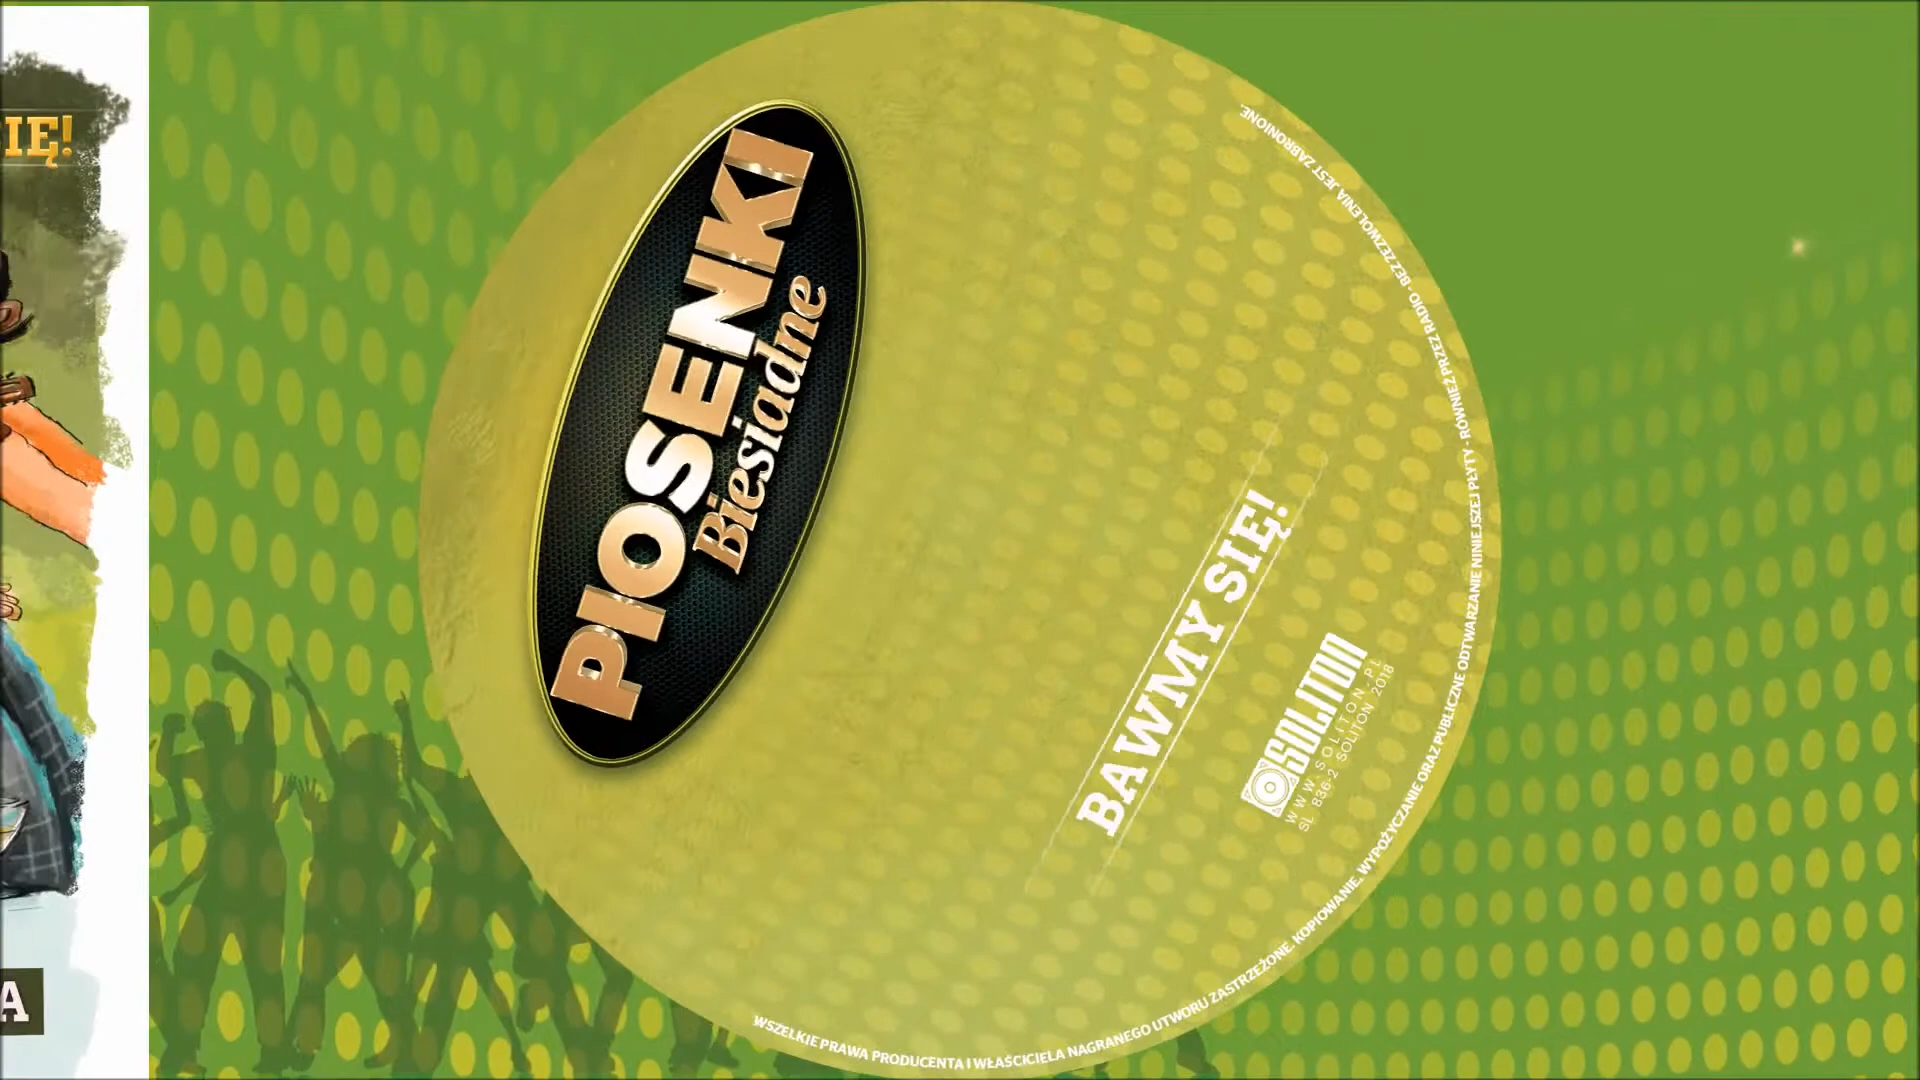 IĘ!
A
PIOSENKI
Biesiadne
BAWMY SIĘ!
SOLITON
WWW.SOLITON.PL
SL 836-2 SOLITON 2018
WSZELKIE PRAWA PRODUCENTA I WŁAŚCICIELA NAGRANEGO UTWORU ZASTRZEŻONE. KOPIOWANIE, WYPOŻYCZANIE ORAZ PUBLICZNE ODTWARZANIE NINIEJSZEJ PŁYTY - RÓWNIEŻ PRZEZ RADIO - BEZ ZEZWOLENIA JEST ZABRONIONE.